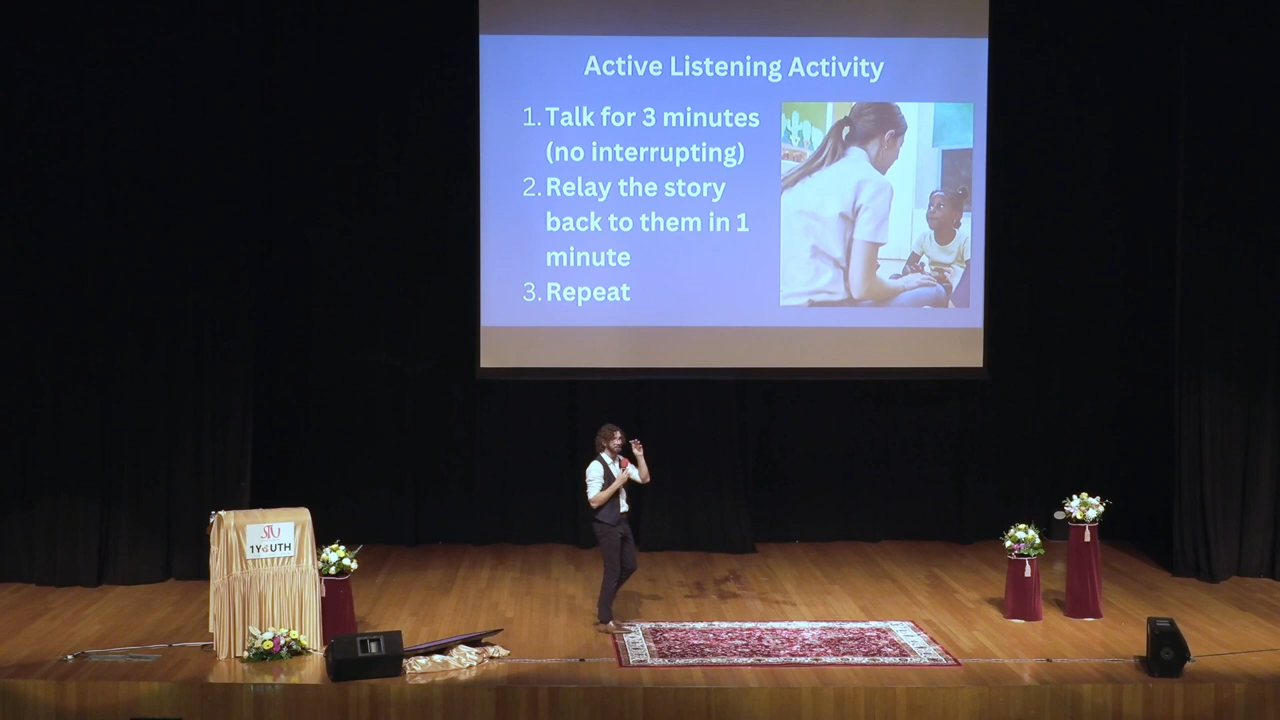 Active Listening Activity
1. Talk for 3 minutes
(no interrupting)
2. Relay the story
back to them in 1
minute
3. Repeat
STU
1YOUTH